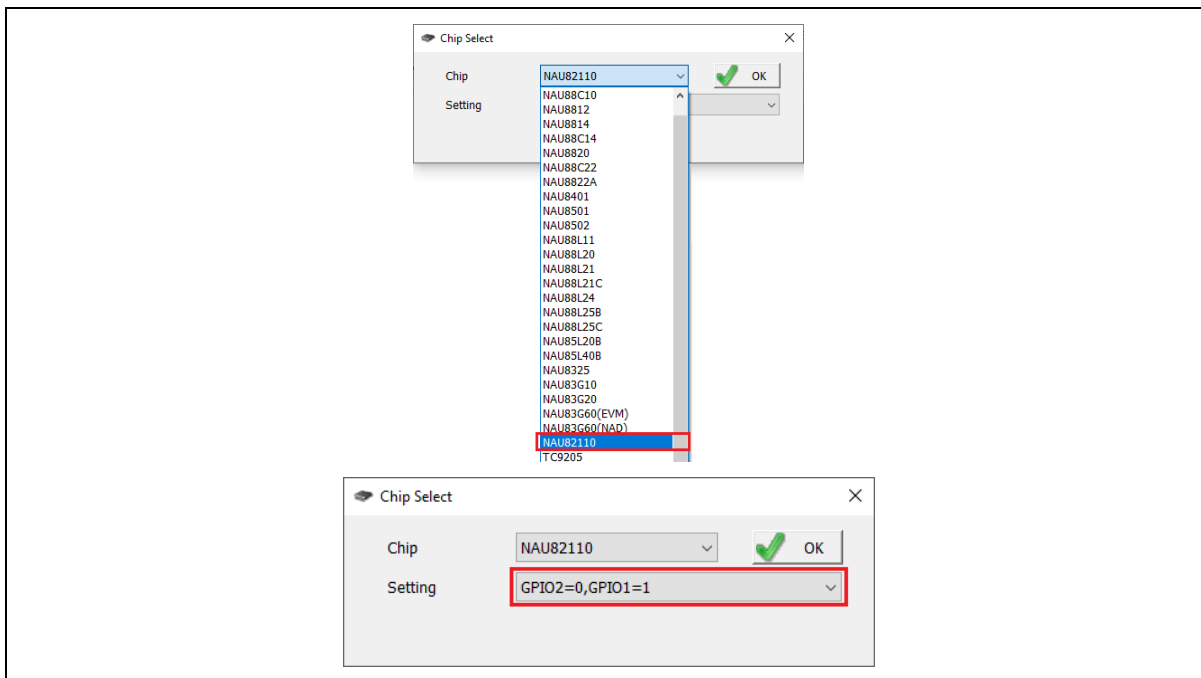 Chip Select
Chip NAU82110 OK
Setting
NAU88C10
NAU8812
NAU8814
NAU88C14
NAU8820
NAU88C22
NAU8822A
NAU8401
NAU8501
NAU8502
NAU88L11
NAU88L20
NAU88L21
NAU88L21C
NAU88L24
NAU88L25B
NAU88L25C
NAU85L20B
NAU85L40B
NAU8325
NAU83G10
NAU83G20
NAU83G60(EVM)
NAU83G60(NAD)
NAU82110
TC9205
Chip Select
Chip NAU82110 OK
Setting GPIO2=0,GPIO1=1